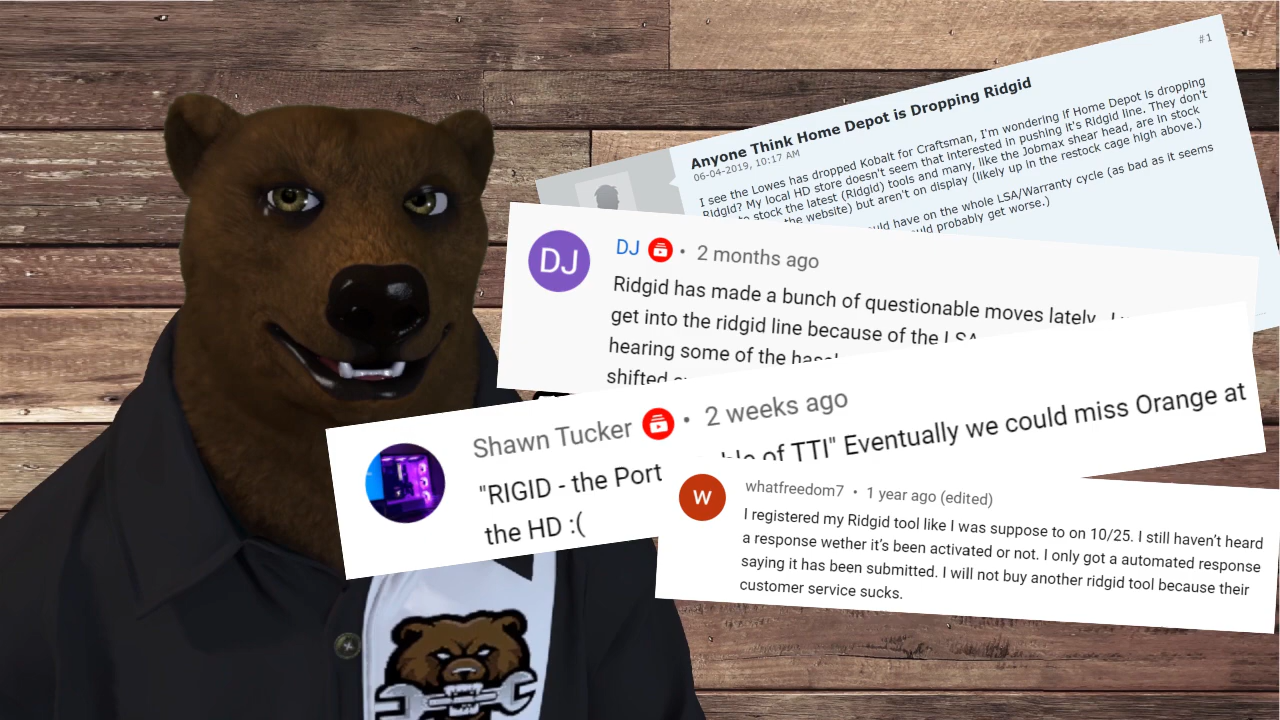 #1
Anyone Think Home Depot is Dropping Ridgid
06-04-2019, 10:17 AM
I see the Lowes has dropped Kobalt for Craftsman, I'm wondering if Home Depot is dropping
Ridgid? My local HD store doesn't seem that interested in pushing it's Ridgid line. They don't
stock the latest (Ridgid) tools and many, like the Jobmax shear head, are in stock
the website) but aren't on display (likely up in the restock cage high above.)
have on the whole LSA/Warranty cycle (as bad as it seems
probably get worse.)
DJ
DJ • 2 months ago
Ridgid has made a bunch of questionable moves lately
get into the ridgid line because of the LSA
hearing some of the
shifted
Shawn Tucker • 2 weeks ago
"RIGID - the Port
of TTI" Eventually we could miss Orange at
the HD :(
W
whatfreedom7 • 1 year ago (edited)
I registered my Ridgid tool like I was suppose to on 10/25. I still haven't heard
a response wether it's been activated or not. I only got a automated response
saying it has been submitted. I will not buy another ridgid tool because their
customer service sucks.